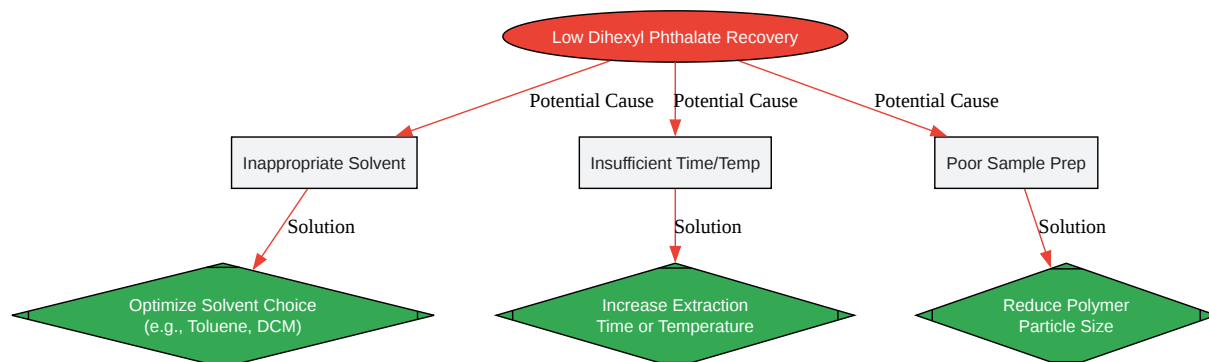 Low Dihexyl Phthalate Recovery
Potential Cause
Potential Cause
Potential Cause
Inappropriate Solvent
Insufficient Time/Temp
Poor Sample Prep
Solution
Solution
Solution
Optimize Solvent Choice
(e.g., Toluene, DCM)
Increase Extraction
Time or Temperature
Reduce Polymer
Particle Size